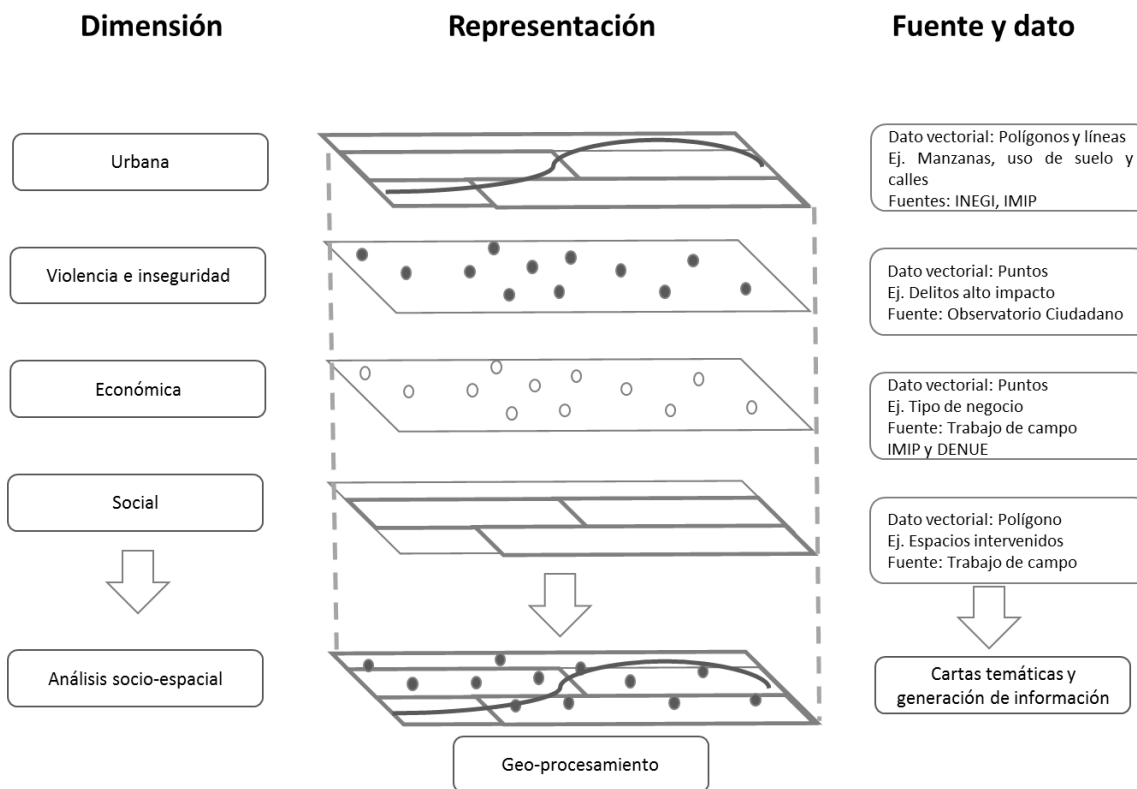 Dimensión
Representación
Fuente y dato
Urbana
Dato vectorial: Polígonos y líneas
Ej. Manzanas, uso de suelo y
calles
Fuentes: INEGI, IMIP
Violencia e inseguridad
Dato vectorial: Puntos
Ej. Delitos alto impacto
Fuente: Observatorio Ciudadano
Económica
Dato vectorial: Puntos
Ej. Tipo de negocio
Fuente: Trabajo de campo
IMIP y DENUE
Social
Dato vectorial: Polígono
Ej. Espacios intervenidos
Fuente: Trabajo de campo
Análisis socio-espacial
Cartas temáticas y
generación de información
Geo-procesamiento